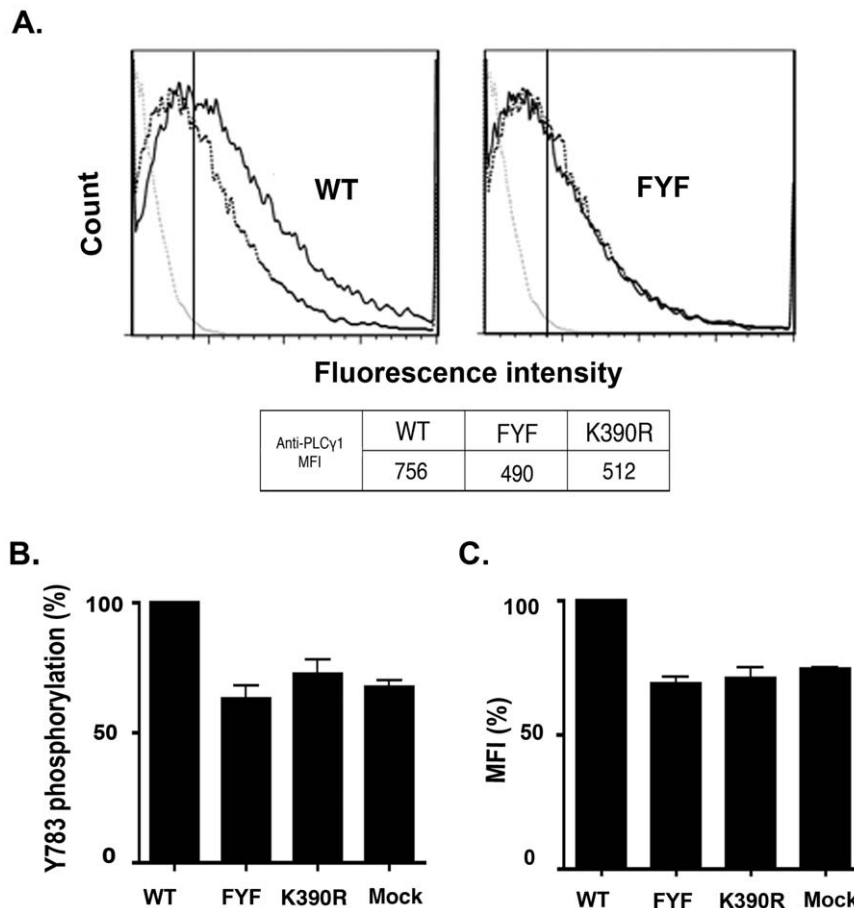 A.
Count
WT
FYF
Fluorescence intensity
Anti-PLCγ1
MFI
WT FYF K390R
756 490 512
B.
Y783 phosphorylation (%)
100
50
0
WT FYF K390R Mock
C.
MFI (%)
100
50
0
WT FYF K390R Mock